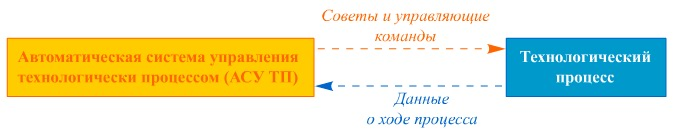 Советы и управляющие
команды
Автоматическая система управления
технологически процессом (АСУ ТП)
Технологический
процесс
Данные
о ходе процесса